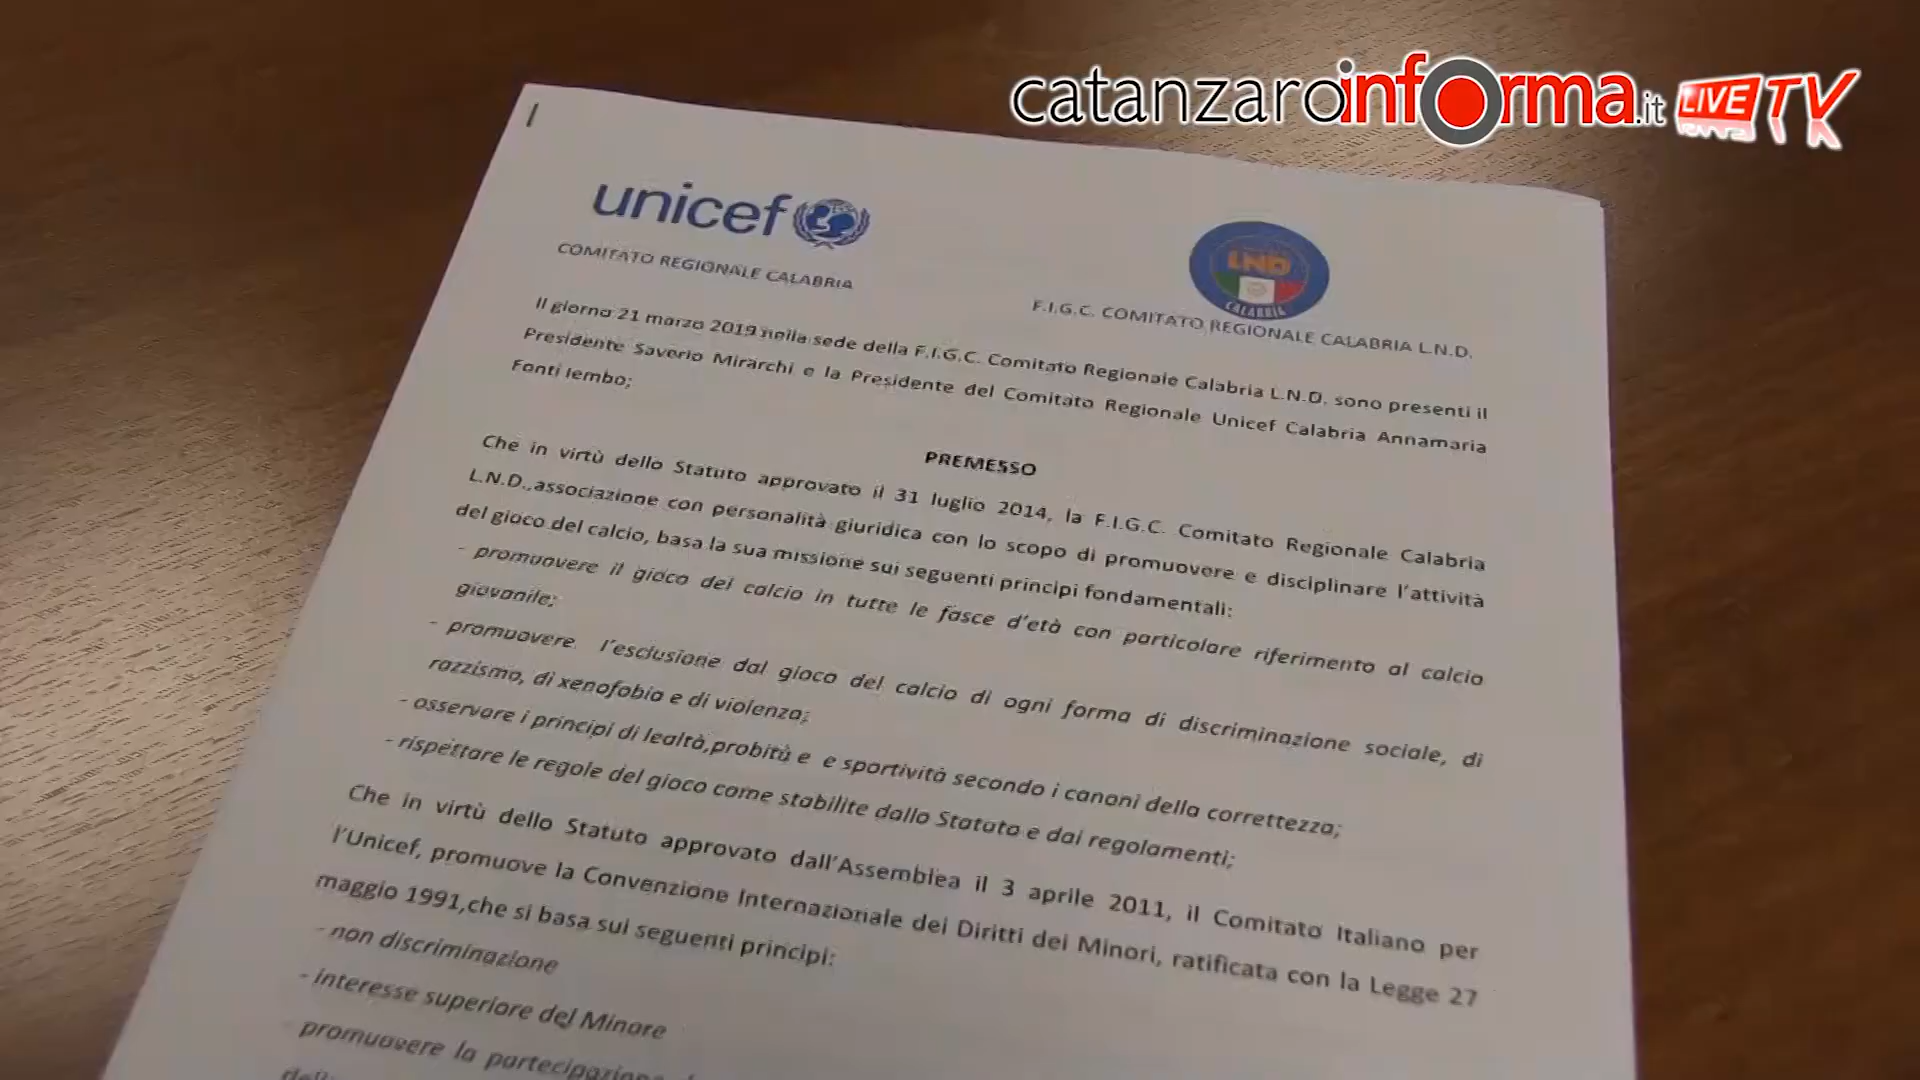 catanzaroinforma.it LIVE TV
unicef
COMITATO REGIONALE CALABRIA
LND
CALABRIA
F.I.G.C. COMITATO REGIONALE CALABRIA L.N.D.
Il giorno 21 marzo 2019 nella sede della F.I.G.C. Comitato Regionale Calabria L.N.D. sono presenti il
Presidente Saverio Mirarchi e la Presidente del Comitato Regionale Unicef Calabria Annamaria
Fonti Iembo;
PREMESSO
Che in virtù dello Statuto approvato il 31 luglio 2014, la F.I.G.C. Comitato Regionale Calabria
L.N.D.,associazione con personalità giuridica con lo scopo di promuovere e disciplinare l'attività
del gioco del calcio, basa la sua missione sui seguenti principi fondamentali:
- promuovere il gioco del calcio in tutte le fasce d'età con particolare riferimento al calcio
giovanile;
- promuovere l'esclusione dal gioco del calcio di ogni forma di discriminazione sociale, di
razzismo, di xenofobia e di violenza;
- osservare i principi di lealtà,probità e e sportività secondo i canoni della correttezza;
- rispettare le regole del gioco come stabilite dallo Statuto e dai regolamenti;
Che in virtù dello Statuto approvato dall'Assemblea il 3 aprile 2011, il Comitato Italiano per
l'Unicef, promuove la Convenzione Internazionale dei Diritti dei Minori, ratificata con la Legge 27
maggio 1991,che si basa sui seguenti principi:
- non discriminazione
- interesse superiore del Minore
- promuovere la partecipazione